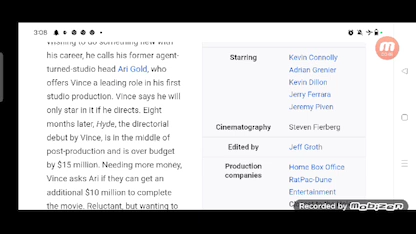 3:08
Wishing to do something new with
his career, he calls his former agent-
turned-studio head Ari Gold, who
offers Vince a leading role in his first
studio production. Vince says he will
only star in it if he directs. Eight
months later, Hyde, the directorial
debut by Vince, is in the middle of
post-production and is over budget
by $15 million. Needing more money,
Vince asks Ari if they can get an
additional $10 million to complete
the movie. Reluctant, but wanting to
Starring
Kevin Connolly
Adrian Grenier
Kevin Dillon
Jerry Ferrara
Jeremy Piven
Cinematography
Steven Fierberg
Edited by
Jeff Groth
Production
companies
Home Box Office
RatPac-Dune
Entertainment
Recorded by Mobizen